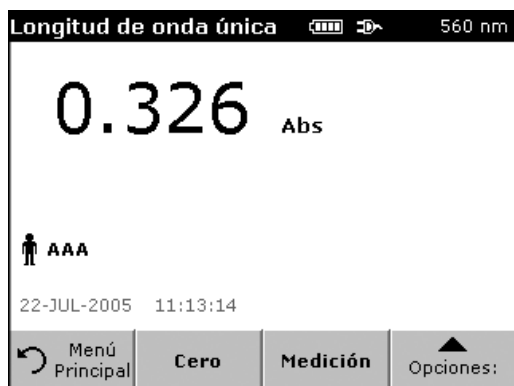 Longitud de onda única 560 nm
0.326 Abs
AAA
22-JUL-2005 11:13:14
Menú Principal
Cero
Medición
Opciones: